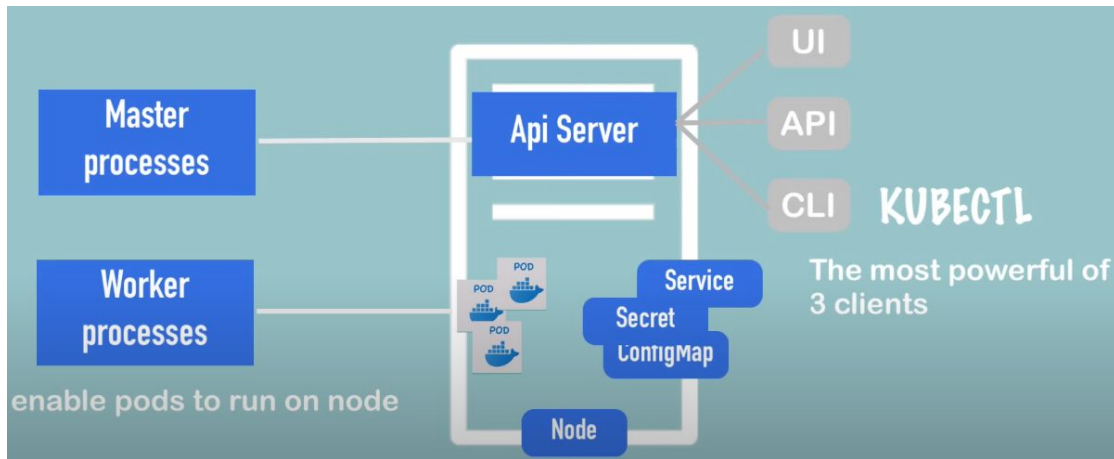 UI
Master
processes
Api Server
API
CLI KUBECTL
The most powerful of
3 clients
Worker
processes
POD
POD
POD
Service
Secret
ConfigMap
enable pods to run on node
Node